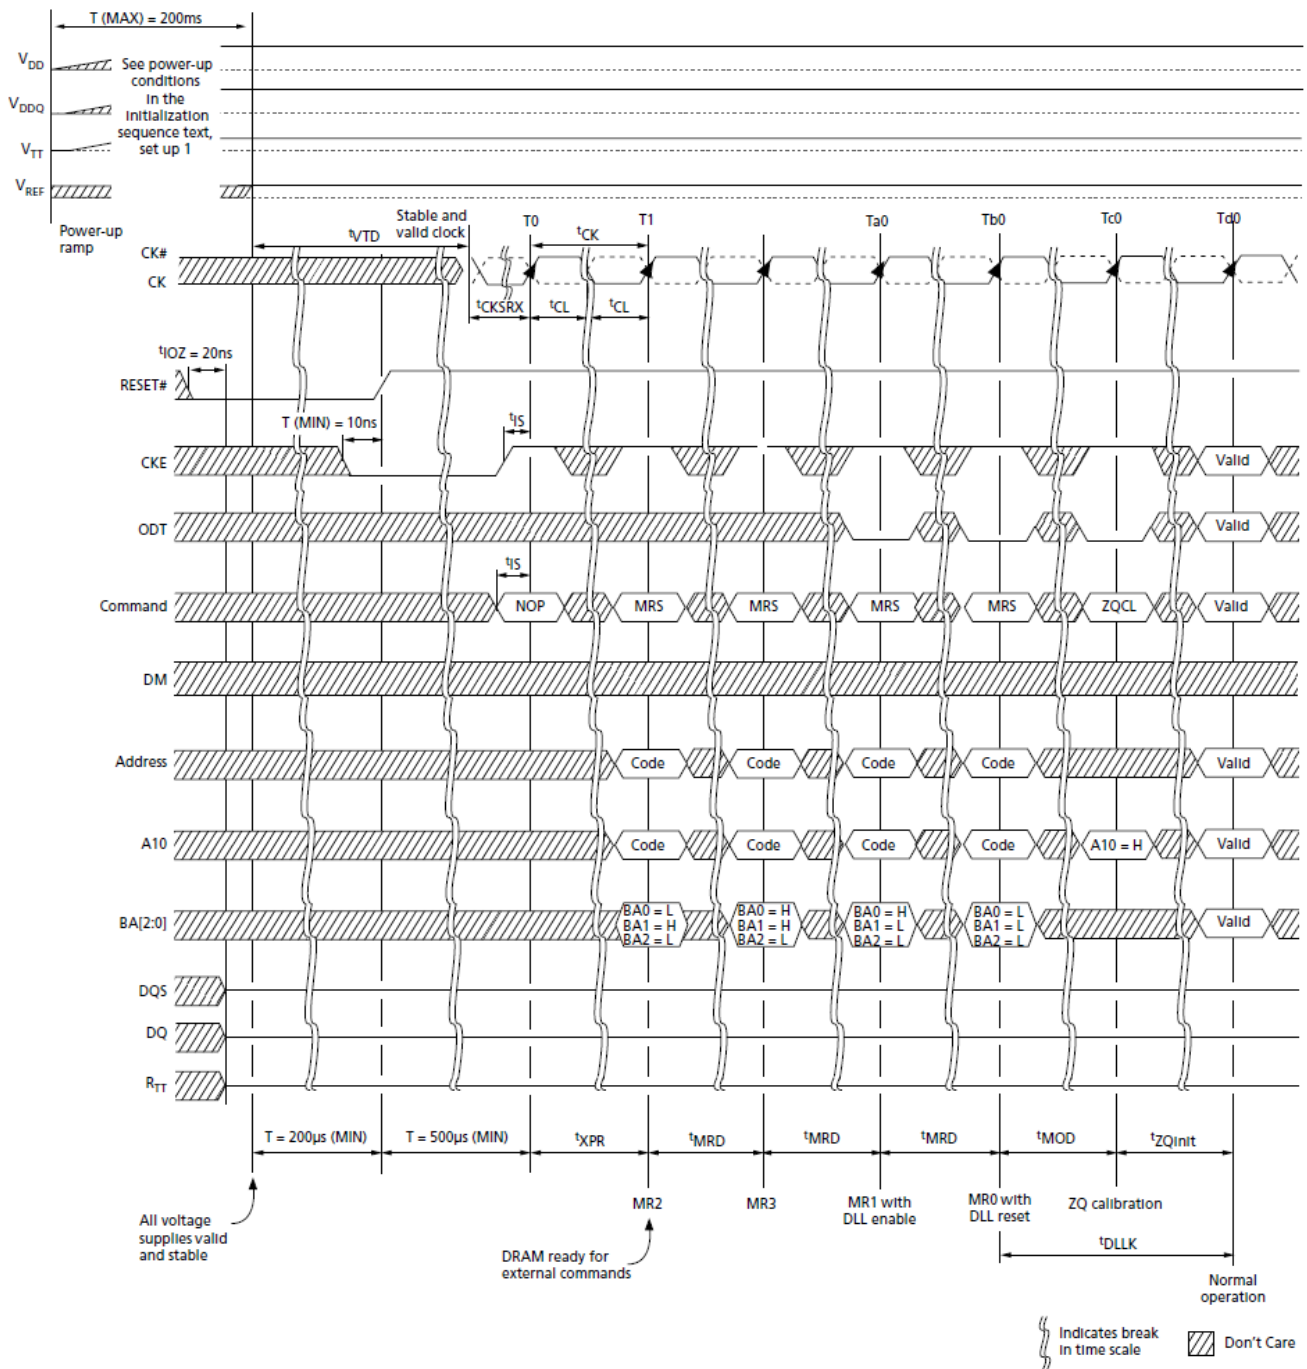 T (MAX) = 200ms
VDD
See power-up
conditions
in the
initialization
sequence text,
set up 1
VDDQ
VTT
VREF
Power-up
ramp
Stable and
valid clock
T0
T1
Ta0
Tb0
Tc0
Td0
tVTD
tCK
CK#
CK
tCKSRX
tCL
tCL
tIOZ = 20ns
RESET#
T (MIN) = 10ns
tIS
CKE
Valid
ODT
Valid
tIS
Command
NOP
MRS
MRS
MRS
MRS
ZQCL
Valid
DM
Address
Code
Code
Code
Code
Valid
A10
Code
Code
Code
Code
A10 = H
Valid
BA[2:0]
BA0 = L
BA1 = H
BA2 = L
BA0 = H
BA1 = H
BA2 = L
BA0 = H
BA1 = L
BA2 = L
BA0 = L
BA1 = L
BA2 = L
Valid
DQS
DQ
RTT
T = 200µs (MIN)
T = 500µs (MIN)
tXPR
tMRD
tMRD
tMRD
tMOD
tZQinit
MR2
MR3
MR1 with
DLL enable
MR0 with
DLL reset
ZQ calibration
All voltage
supplies valid
and stable
DRAM ready for
external commands
tDLLK
Normal
operation
Indicates break
in time scale
Don't Care